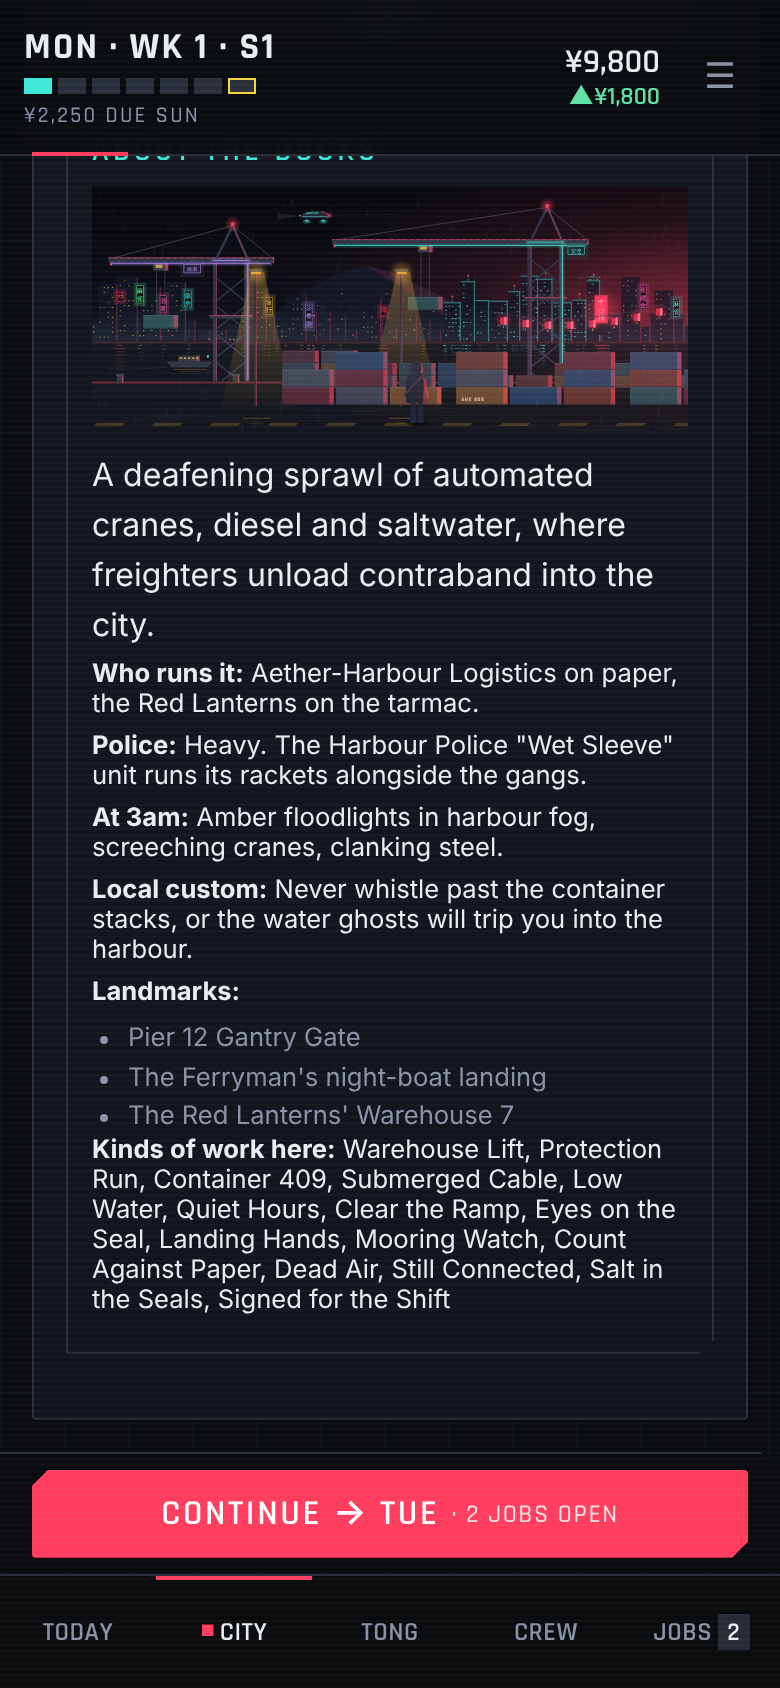 MON · WK 1 · S1
¥9,800
▲¥1,800
☰
¥2,250 DUE SUN
ABOUT THE DOCKS
AHX 409
A deafening sprawl of automated
cranes, diesel and saltwater, where
freighters unload contraband into the
city.
Who runs it: Aether-Harbour Logistics on paper,
the Red Lanterns on the tarmac.
Police: Heavy. The Harbour Police "Wet Sleeve"
unit runs its rackets alongside the gangs.
At 3am: Amber floodlights in harbour fog,
screeching cranes, clanking steel.
Local custom: Never whistle past the container
stacks, or the water ghosts will trip you into the
harbour.
Landmarks:
• Pier 12 Gantry Gate
• The Ferryman's night-boat landing
• The Red Lanterns' Warehouse 7
Kinds of work here: Warehouse Lift, Protection
Run, Container 409, Submerged Cable, Low
Water, Quiet Hours, Clear the Ramp, Eyes on the
Seal, Landing Hands, Mooring Watch, Count
Against Paper, Dead Air, Still Connected, Salt in
the Seals, Signed for the Shift
CONTINUE → TUE · 2 JOBS OPEN
TODAY
CITY
TONG
CREW
JOBS 2